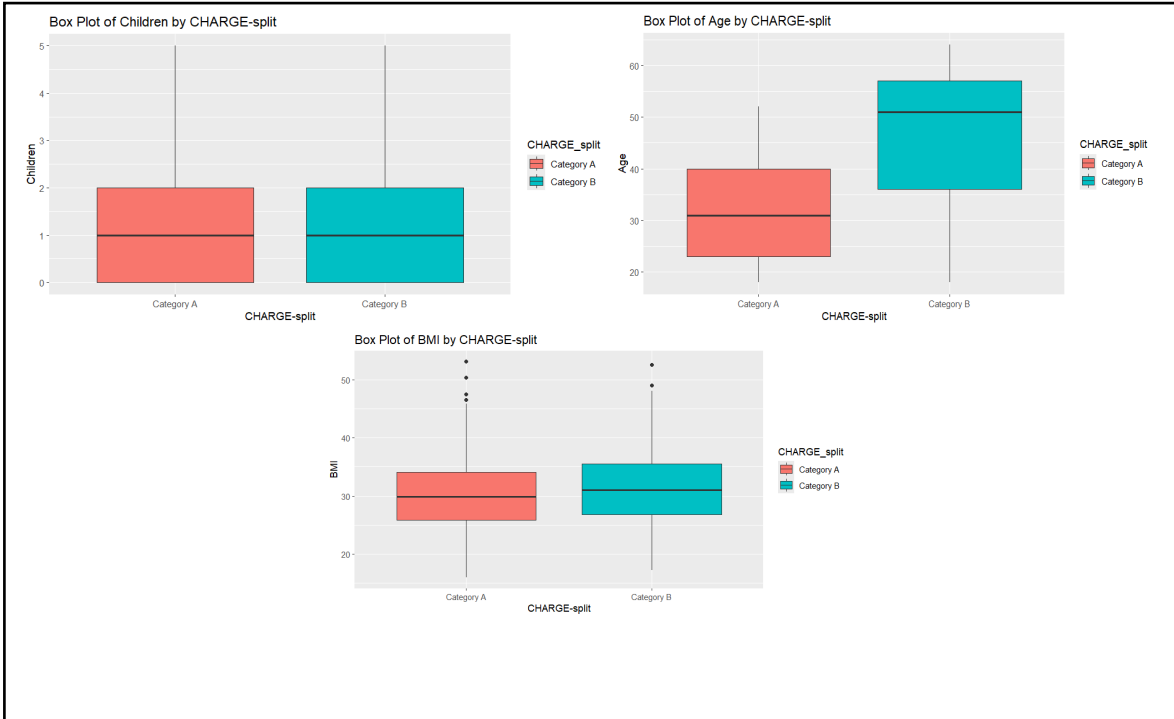 Box Plot of Children by CHARGE-split
5
4
3
2
1
0
Children
Category A
Category B
CHARGE-split
CHARGE_split
Category A
Category B
Box Plot of Age by CHARGE-split
60
50
40
30
20
Age
Category A
Category B
CHARGE-split
CHARGE_split
Category A
Category B
Box Plot of BMI by CHARGE-split
50
40
30
20
BMI
Category A
Category B
CHARGE-split
CHARGE_split
Category A
Category B